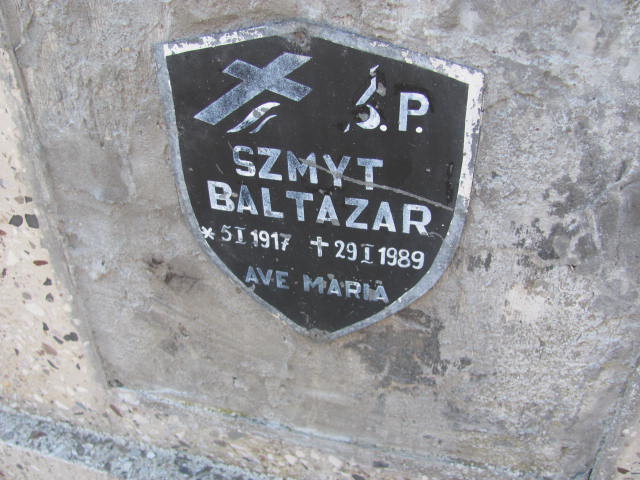 Ś.P.
SZMYT
BALTAZAR
* 5 I 1917 + 29 I 1989
AVE MARIA